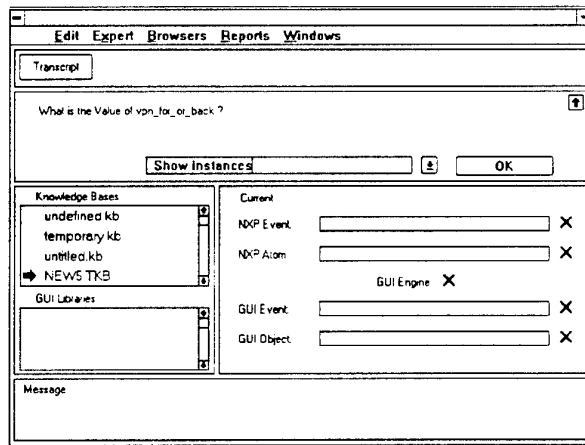 Edit Expert Browsers Reports Windows
Transcript
What is the Value of vpn_for_or_back ?
Show Instances
OK
Knowledge Bases
undefined.kb
temporary.kb
untitled.kb
NEWS.TKB
GUI Libraries
Current
NXP Event
NXP Atom
GUI Engine
GUI Event
GUI Object
Message